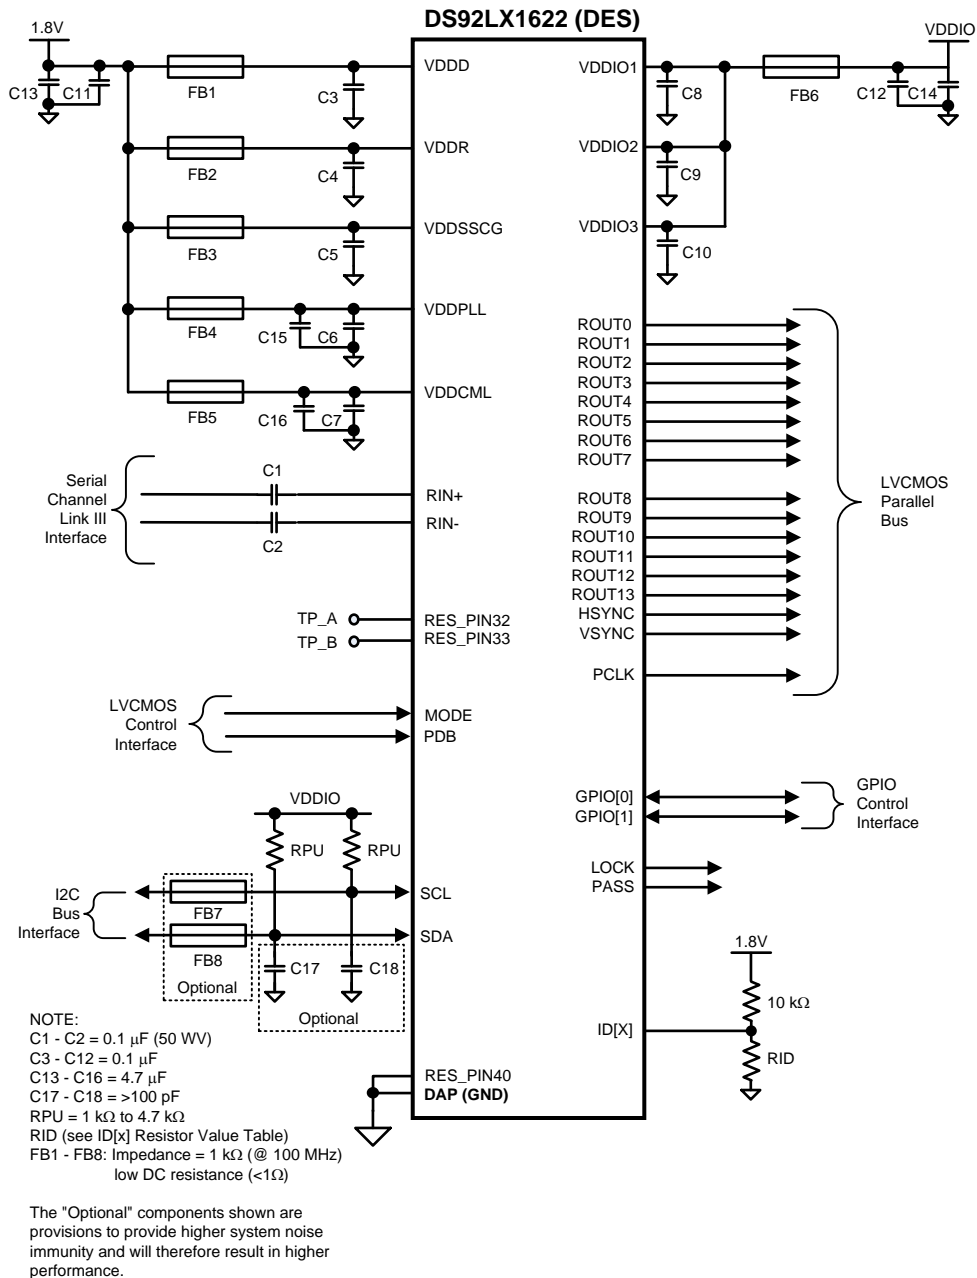 DS92LX1622 (DES)
1.8V
VDDIO
C13
C11
FB1
C3
VDDD
VDDIO1
C8
FB6
C12
C14
FB2
C4
VDDR
VDDIO2
C9
FB3
C5
VDDSSCG
VDDIO3
C10
FB4
C15
C6
VDDPLL
FB5
C16
C7
VDDCML
Serial
Channel
Link III
Interface
C1
C2
RIN+
RIN-
ROUT0
ROUT1
ROUT2
ROUT3
ROUT4
ROUT5
ROUT6
ROUT7
ROUT8
ROUT9
ROUT10
ROUT11
ROUT12
ROUT13
HSYNC
VSYNC
PCLK
LVCMOS
Parallel
Bus
TP_A
TP_B
RES_PIN32
RES_PIN33
LVCMOS
Control
Interface
MODE
PDB
GPIO[0]
GPIO[1]
GPIO
Control
Interface
VDDIO
RPU
RPU
LOCK
PASS
I2C
Bus
Interface
FB7
FB8
Optional
SCL
SDA
C17
C18
Optional
1.8V
10 kΩ
ID[X]
RID
RES_PIN40
DAP (GND)
NOTE:
C1 - C2 = 0.1 μF (50 WV)
C3 - C12 = 0.1 μF
C13 - C16 = 4.7 μF
C17 - C18 = >100 pF
RPU = 1 kΩ to 4.7 kΩ
RID (see ID[x] Resistor Value Table)
FB1 - FB8: Impedance = 1 kΩ (@ 100 MHz)
low DC resistance (<1Ω)
The "Optional" components shown are
provisions to provide higher system noise
immunity and will therefore result in higher
performance.